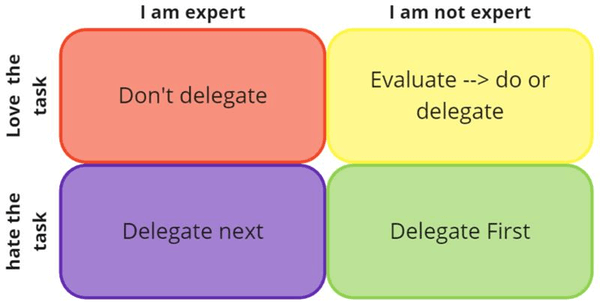 I am expert
I am not expert
Love the
task
Don't delegate
Evaluate --> do or
delegate
hate the
task
Delegate next
Delegate First